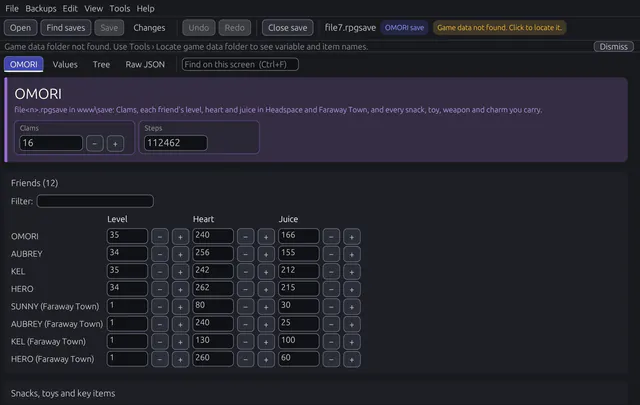 File Backups Edit View Tools Help
Open Find saves Save Changes Undo Redo Close save file7.rpgsave OMORI save Game data not found. Click to locate it.
Game data folder not found. Use Tools › Locate game data folder to see variable and item names. Dismiss
OMORI Values Tree Raw JSON Find on this screen (Ctrl+F)
OMORI
file<n>.rpgsave in www\save: Clams, each friend's level, heart and juice in Headspace and Faraway Town, and every snack, toy, weapon and charm you carry.
Clams Steps
16 − + 112462
Friends (12)
Filter:
Level Heart Juice
OMORI 35 − + 240 − + 166 − +
AUBREY 34 − + 256 − + 155 − +
KEL 35 − + 242 − + 212 − +
HERO 34 − + 262 − + 215 − +
SUNNY (Faraway Town) 1 − + 80 − + 30 − +
AUBREY (Faraway Town) 1 − + 240 − + 25 − +
KEL (Faraway Town) 1 − + 130 − + 100 − +
HERO (Faraway Town) 1 − + 260 − + 60 − +
Snacks, toys and key items